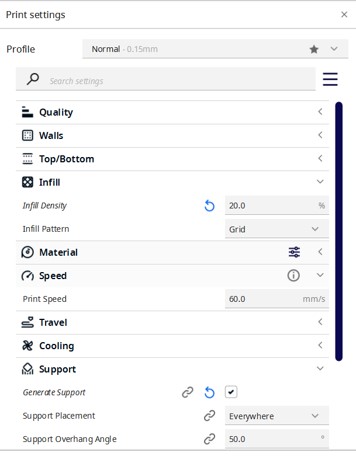 Print settings
Profile Normal - 0.15mm
Search settings
Quality
Walls
Top/Bottom
Infill
Infill Density 20.0 %
Infill Pattern Grid
Material
Speed
Print Speed 60.0 mm/s
Travel
Cooling
Support
Generate Support
Support Placement Everywhere
Support Overhang Angle 50.0 °